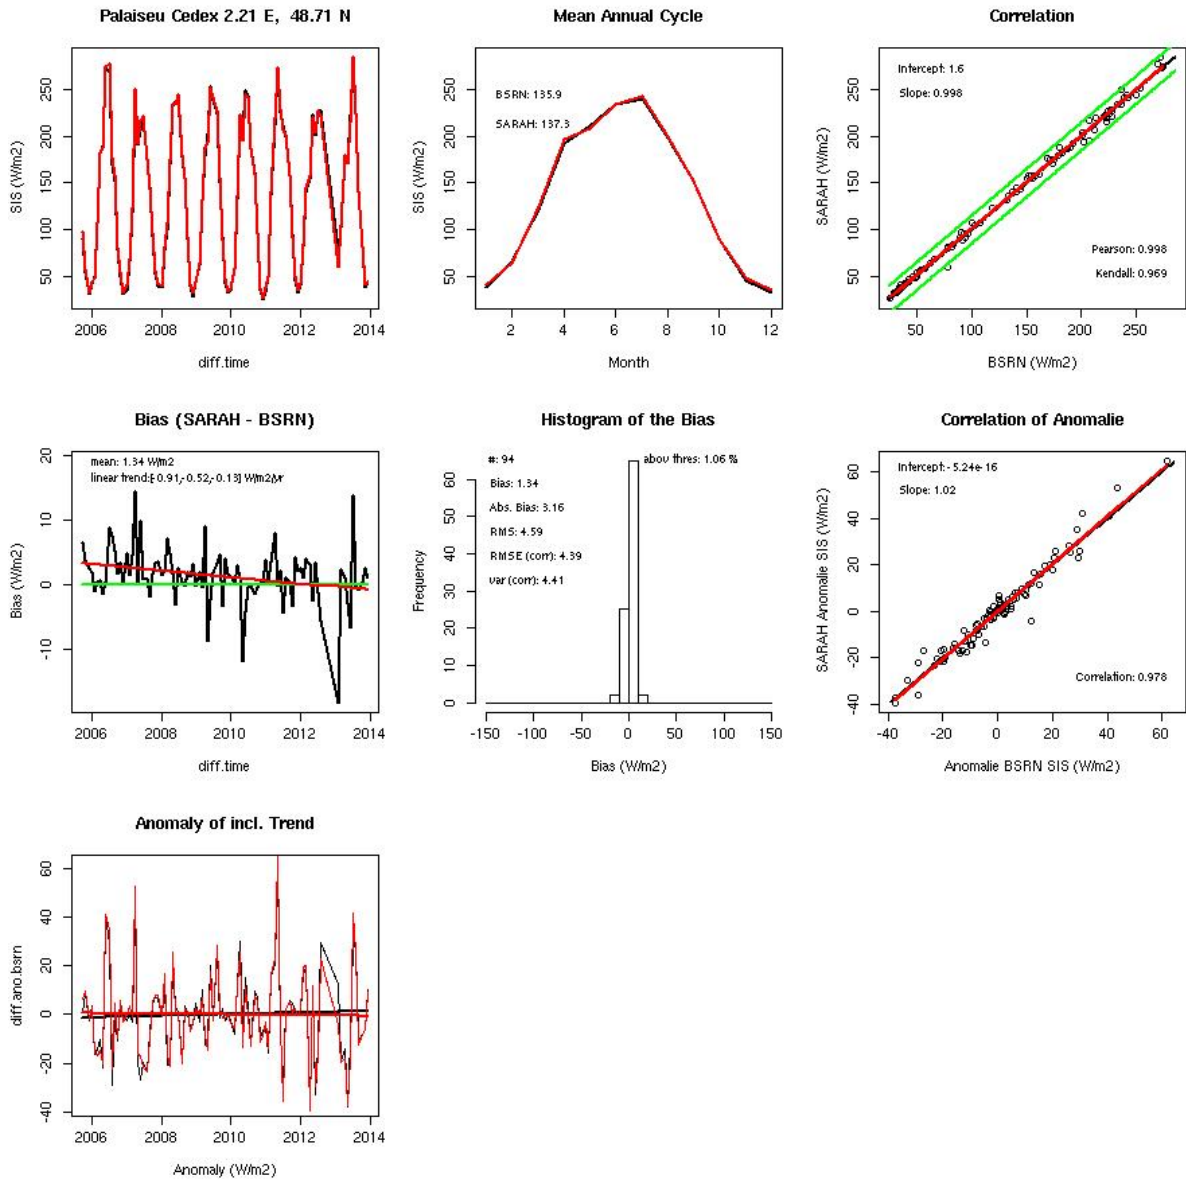 Palaiseu Cedex 2.21 E, 48.71 N
SIS (W/m2)
250
200
150
100
50
2006 2008 2010 2012 2014
diff.time
Mean Annual Cycle
SIS (W/m2)
250
200
150
100
50
BSRN: 135.9
SARAH: 137.3
2 4 6 8 10 12
Month
Correlation
SARAH (W/m2)
250
200
150
100
50
Intercept: 1.6
Slope: 0.998
Pearson: 0.998
Kendall: 0.969
50 100 150 200 250
BSRN (W/m2)
Bias (SARAH - BSRN)
Bias (W/m2)
20
10
0
-10
mean: 1.34 W/m2
linear trend:[-0.91,-0.52,-0.13] W/m2/yr
2006 2008 2010 2012 2014
diff.time
Histogram of the Bias
Frequency
60
50
40
30
20
10
0
#: 94
abov thres: 1.06 %
Bias: 1.34
Abs. Bias: 3.16
RMS: 4.59
RMSE (corr): 4.39
var (corr): 4.41
-150 -100 -50 0 50 100 150
Bias (W/m2)
Correlation of Anomalie
SARAH Anomalie SIS (W/m2)
60
40
20
0
-20
-40
Intercept: -5.24e-16
Slope: 1.02
Correlation: 0.978
-40 -20 0 20 40 60
Anomalie BSRN SIS (W/m2)
Anomaly of incl. Trend
diff.ano.bsrn
60
40
20
0
-20
-40
2006 2008 2010 2012 2014
Anomaly (W/m2)